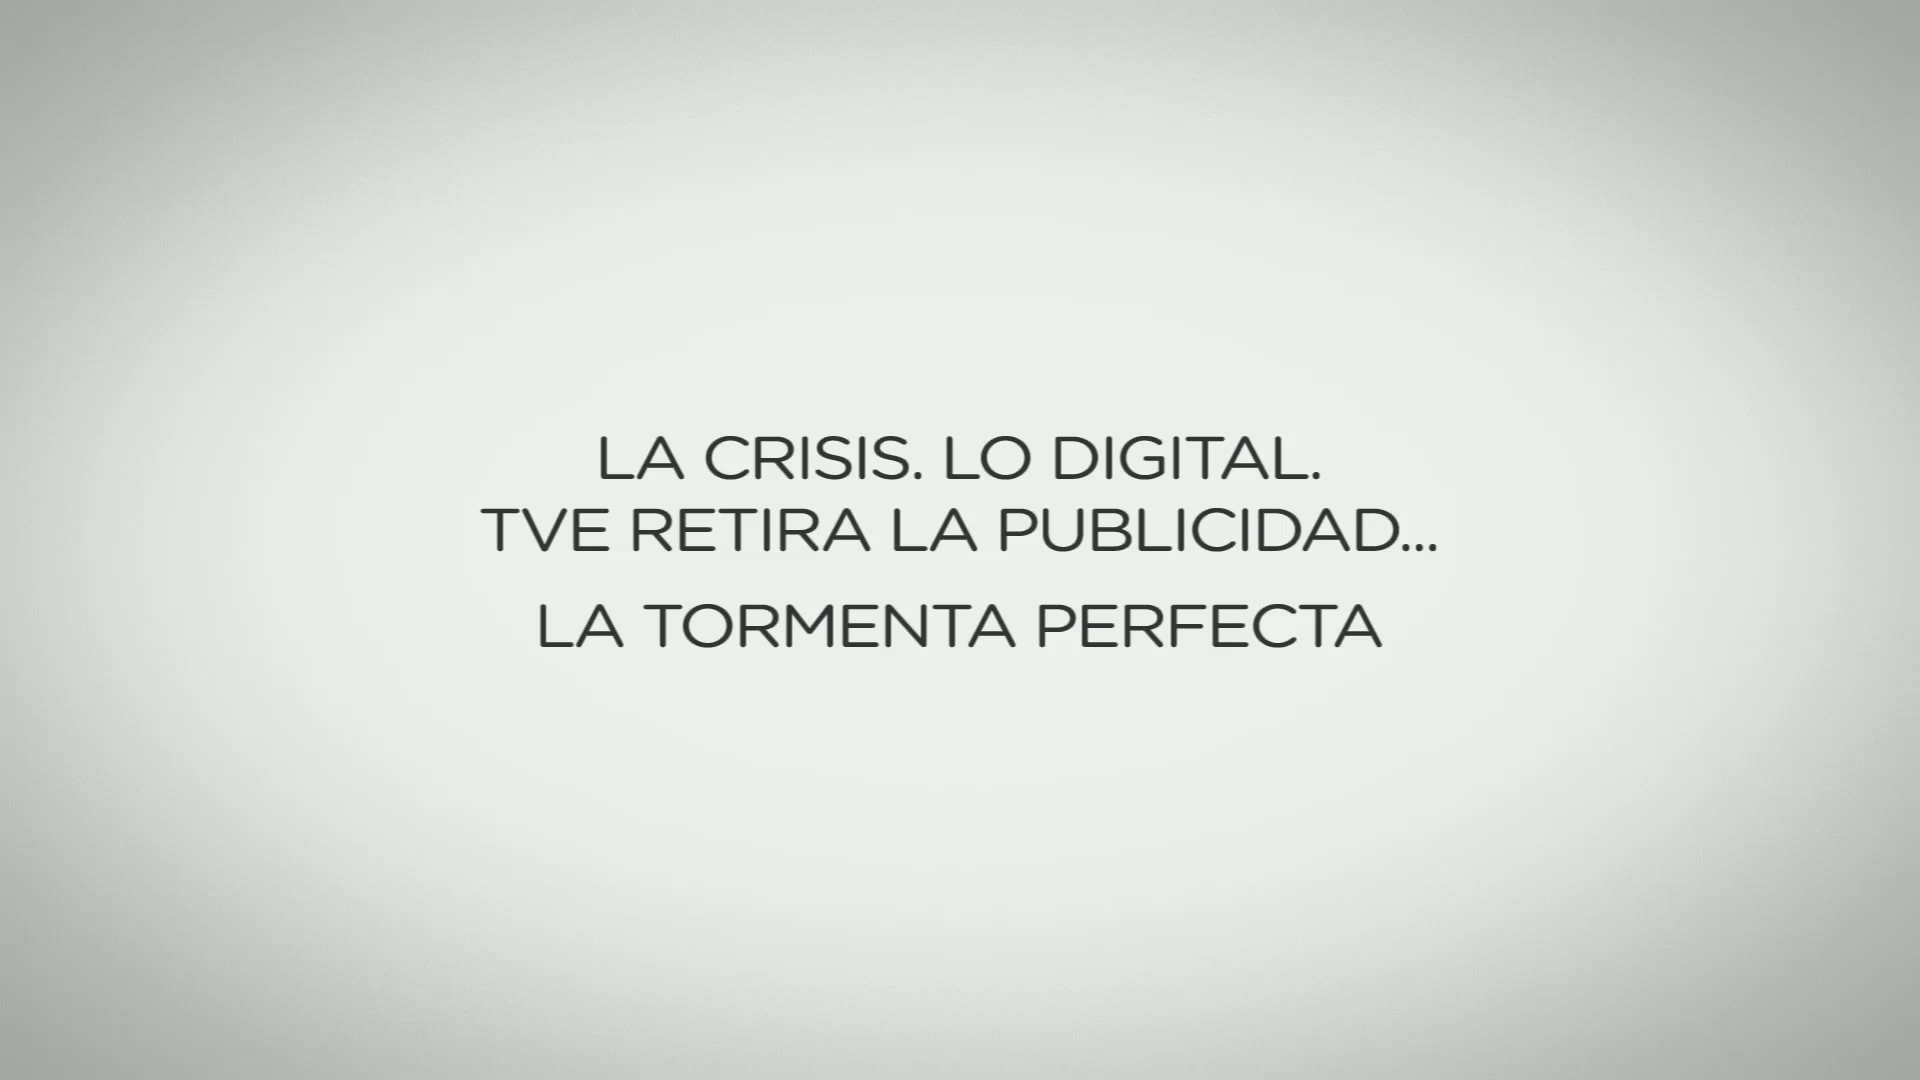 LA CRISIS. LO DIGITAL.
TVE RETIRA LA PUBLICIDAD...
LA TORMENTA PERFECTA